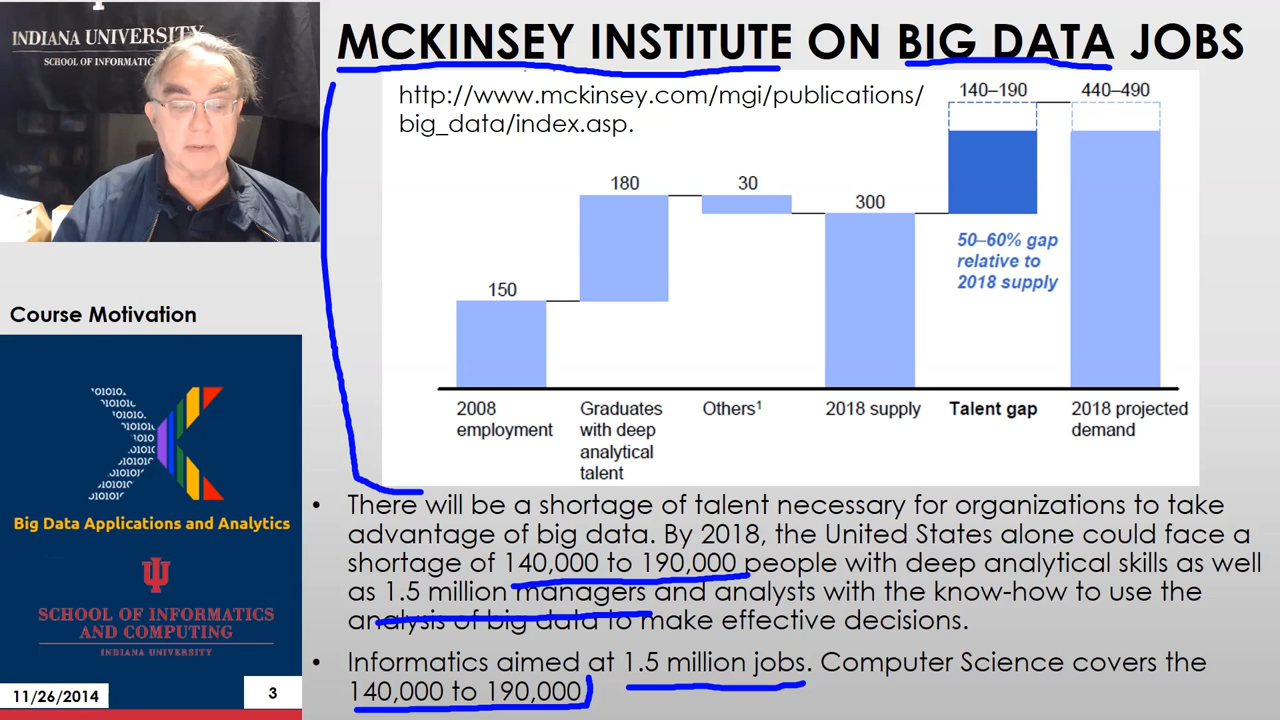 INDIANA UNIVERSITY
SCHOOL OF INFORMATIC
MCKINSEY INSTITUTE ON BIG DATA JOBS
http://www.mckinsey.com/mgi/publications/
big_data/index.asp.
150
180
30
300
140–190
440–490
50–60% gap
relative to
2018 supply
2008
employment
Graduates
with deep
analytical
talent
Others¹
2018 supply
Talent gap
2018 projected
demand
Course Motivation
Big Data Applications and Analytics
SCHOOL OF INFORMATICS
AND COMPUTING
INDIANA UNIVERSITY
11/26/2014
3
• There will be a shortage of talent necessary for organizations to take
advantage of big data. By 2018, the United States alone could face a
shortage of 140,000 to 190,000 people with deep analytical skills as well
as 1.5 million managers and analysts with the know-how to use the
analysis of big data to make effective decisions.
• Informatics aimed at 1.5 million jobs. Computer Science covers the
140,000 to 190,000